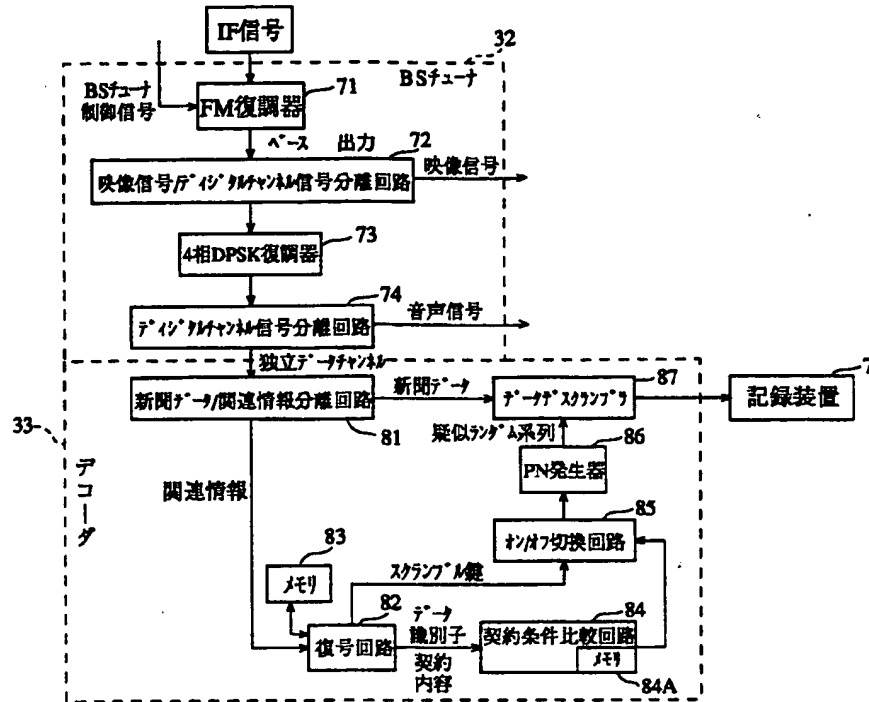 IF信号
32
BSチューナ
BSチューナ
制御信号
71
FM復調器
ベース 出力
72
映像信号/ディジタルチャンネル信号分離回路
映像信号
73
4相DPSK復調器
74
ディジタルチャンネル信号分離回路
音声信号
独立データチャンネル
新聞データ/関連情報分離回路
81
新聞データ
データデスクランブラ
87
記録装置
7
33
デコーダ
疑似ランダム系列
86
PN発生器
関連情報
85
オン/オフ切換回路
83
メモリ
スクランブル鍵
82
復号回路
データ
識別子
契約
内容
84
契約条件比較回路
メモリ
84A